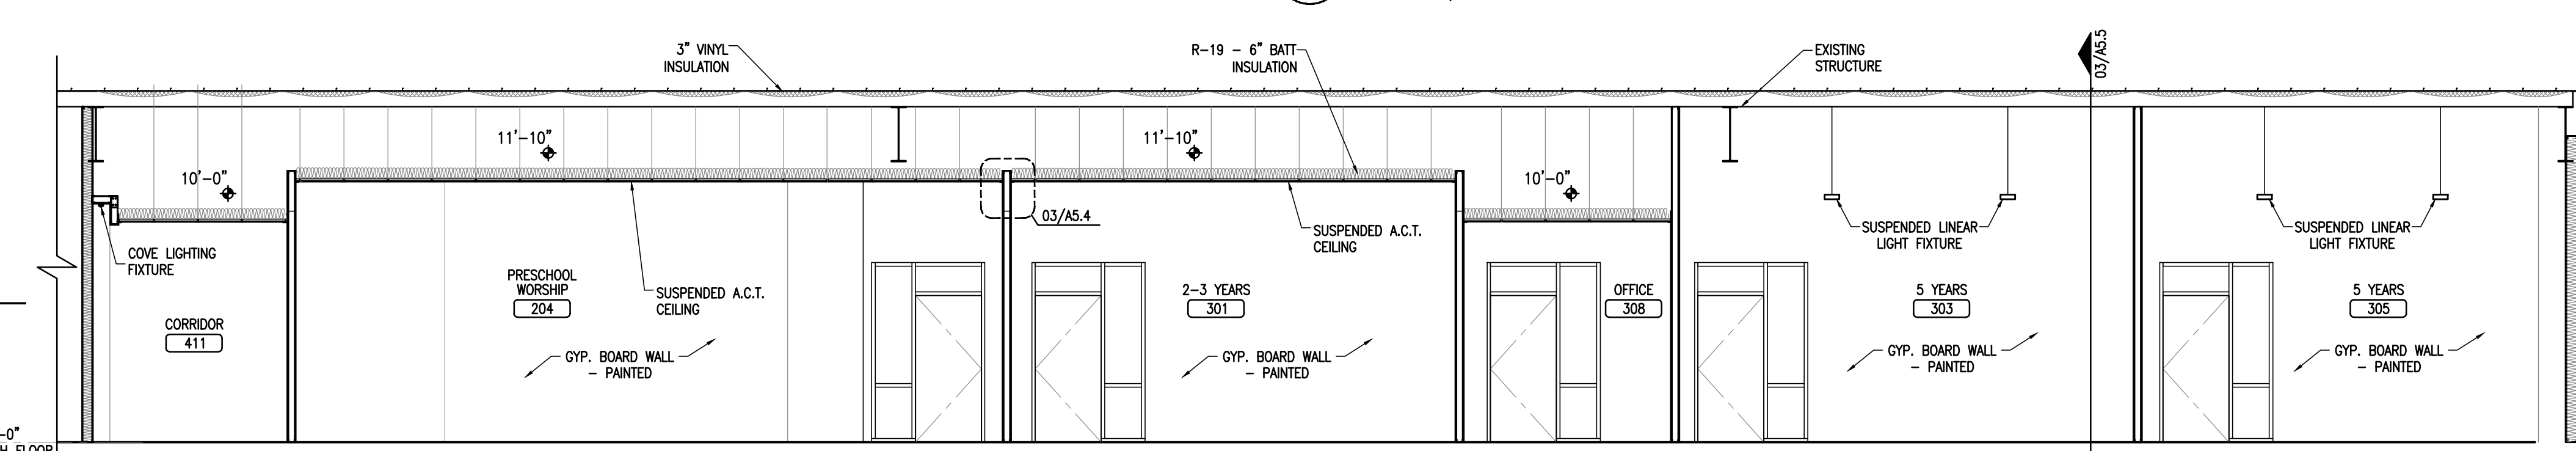 3" VINYL
INSULATION
R-19 - 6" BATT
INSULATION
EXISTING
STRUCTURE
03/A5.5
11'-10"
11'-10"
10'-0"
10'-0"
03/A5.4
COVE LIGHTING
FIXTURE
SUSPENDED A.C.T.
CEILING
SUSPENDED A.C.T.
CEILING
SUSPENDED LINEAR
LIGHT FIXTURE
SUSPENDED LINEAR
LIGHT FIXTURE
CORRIDOR
411
PRESCHOOL
WORSHIP
204
2-3 YEARS
301
OFFICE
308
5 YEARS
303
5 YEARS
305
GYP. BOARD WALL
- PAINTED
GYP. BOARD WALL
- PAINTED
GYP. BOARD WALL
- PAINTED
GYP. BOARD WALL
- PAINTED
-0"
H FLOOR